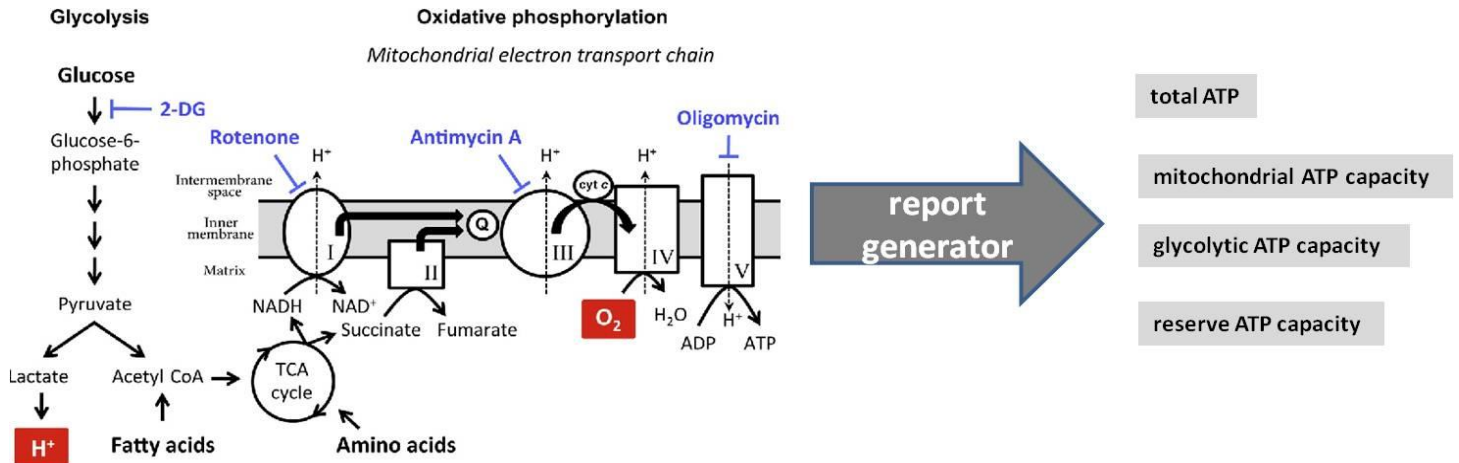 Glycolysis
Oxidative phosphorylation
Mitochondrial electron transport chain
Glucose
2-DG
Glucose-6-
phosphate
Rotenone
Antimycin A
Oligomycin
H⁺
H⁺
H⁺
cyt c
Intermembrane
space
Inner
membrane
Matrix
Q
I
II
III
IV
V
Pyruvate
NADH
NAD⁺
Succinate
Fumarate
O₂
H₂O
H⁺
ADP
ATP
Lactate
Acetyl CoA
TCA
cycle
H⁺
Fatty acids
Amino acids
report
generator
total ATP
mitochondrial ATP capacity
glycolytic ATP capacity
reserve ATP capacity